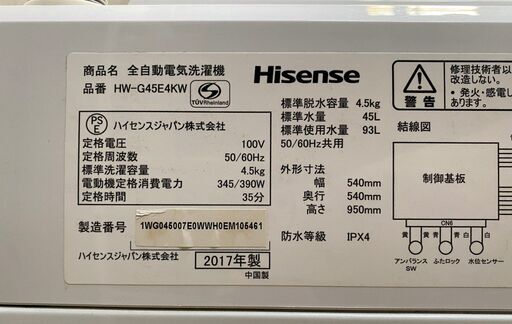 商品名 全自動電気洗濯機
品番 HW-G45E4KW
TÜVRheinland
Hisense
PS
E
ハイセンスジャパン株式会社
定格電圧 100V
定格周波数 50/60Hz
標準洗濯容量 4.5kg
電動機定格消費電力 345/390W
定格時間 35分
製造番号 1WG045007E0WWH0EM105461
ハイセンスジャパン株式会社
2017年製
中国製
標準脱水容量 4.5kg
標準水量 45L
標準使用水量 93L
50/60Hz共用
外形寸法
幅 540mm
奥行 540mm
高さ 950mm
防水等級 IPX4
警告
修理技術者以
改造しない。
・発火・感電し
結線図
制御基板
CN6
黄 黄 青 青 白 白
アンバランス
SW
ふたロック
水位センサー